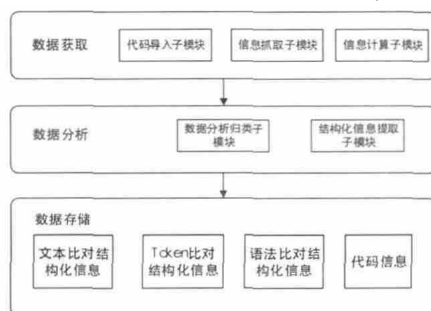 数据获取
代码导入子模块
信息抓取子模块
信息计算子模块
数据分析
数据分析归类子
模块
结构化信息提取
子模块
数据存储
文本比对结
构化信息
Token比对
结构化信息
语法比对结
构化信息
代码信息